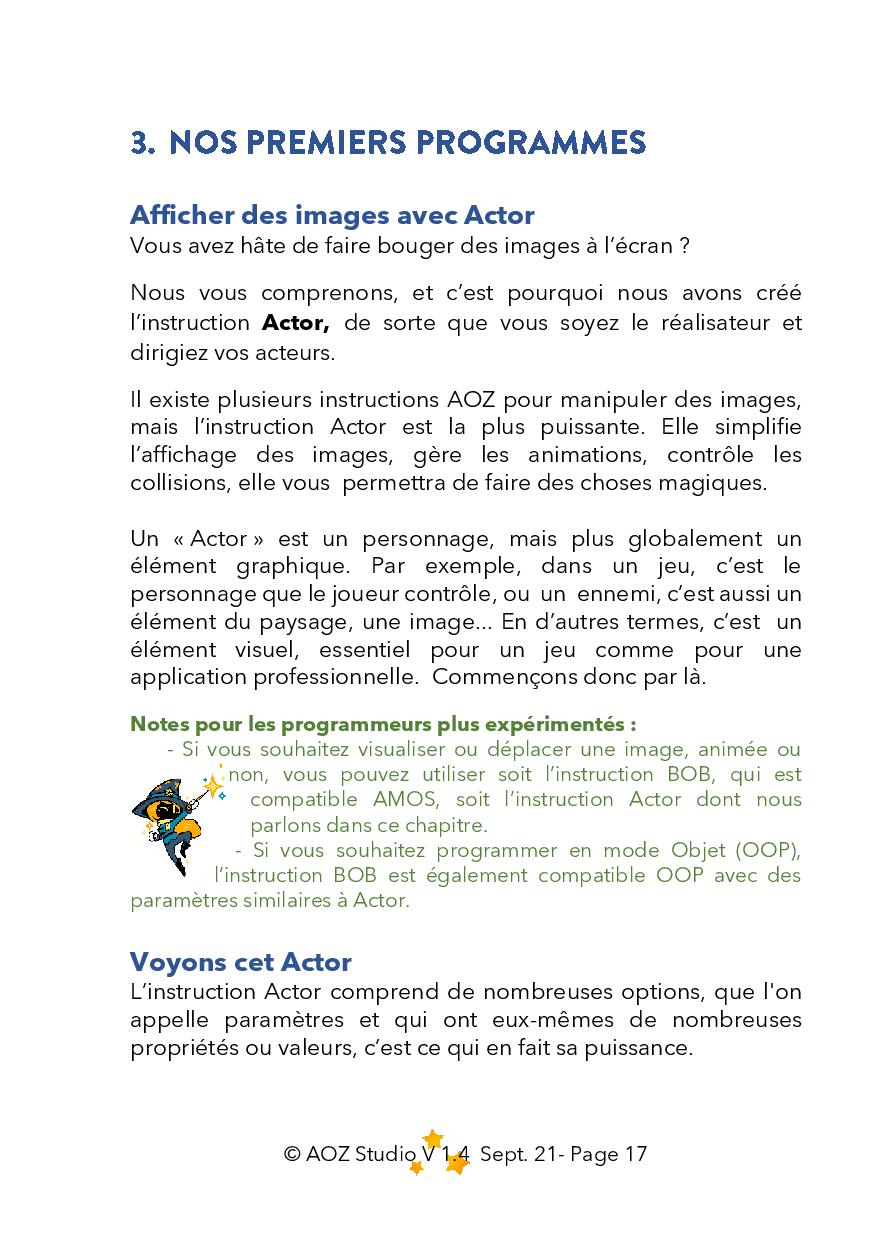 3. NOS PREMIERS PROGRAMMES
Afficher des images avec Actor
Vous avez hâte de faire bouger des images à l’écran ?
Nous vous comprenons, et c’est pourquoi nous avons créé
l’instruction Actor, de sorte que vous soyez le réalisateur et
dirigiez vos acteurs.
Il existe plusieurs instructions AOZ pour manipuler des images,
mais l’instruction Actor est la plus puissante. Elle simplifie
l’affichage des images, gère les animations, contrôle les
collisions, elle vous permettra de faire des choses magiques.
Un « Actor » est un personnage, mais plus globalement un
élément graphique. Par exemple, dans un jeu, c’est le
personnage que le joueur contrôle, ou un ennemi, c’est aussi un
élément du paysage, une image... En d’autres termes, c’est un
élément visuel, essentiel pour un jeu comme pour une
application professionnelle. Commençons donc par là.
Notes pour les programmeurs plus expérimentés :
- Si vous souhaitez visualiser ou déplacer une image, animée ou
non, vous pouvez utiliser soit l’instruction BOB, qui est
compatible AMOS, soit l’instruction Actor dont nous
parlons dans ce chapitre.
- Si vous souhaitez programmer en mode Objet (OOP),
l’instruction BOB est également compatible OOP avec des
paramètres similaires à Actor.
Voyons cet Actor
L’instruction Actor comprend de nombreuses options, que l'on
appelle paramètres et qui ont eux-mêmes de nombreuses
propriétés ou valeurs, c’est ce qui en fait sa puissance.
© AOZ Studio V 1.4 Sept. 21- Page 17